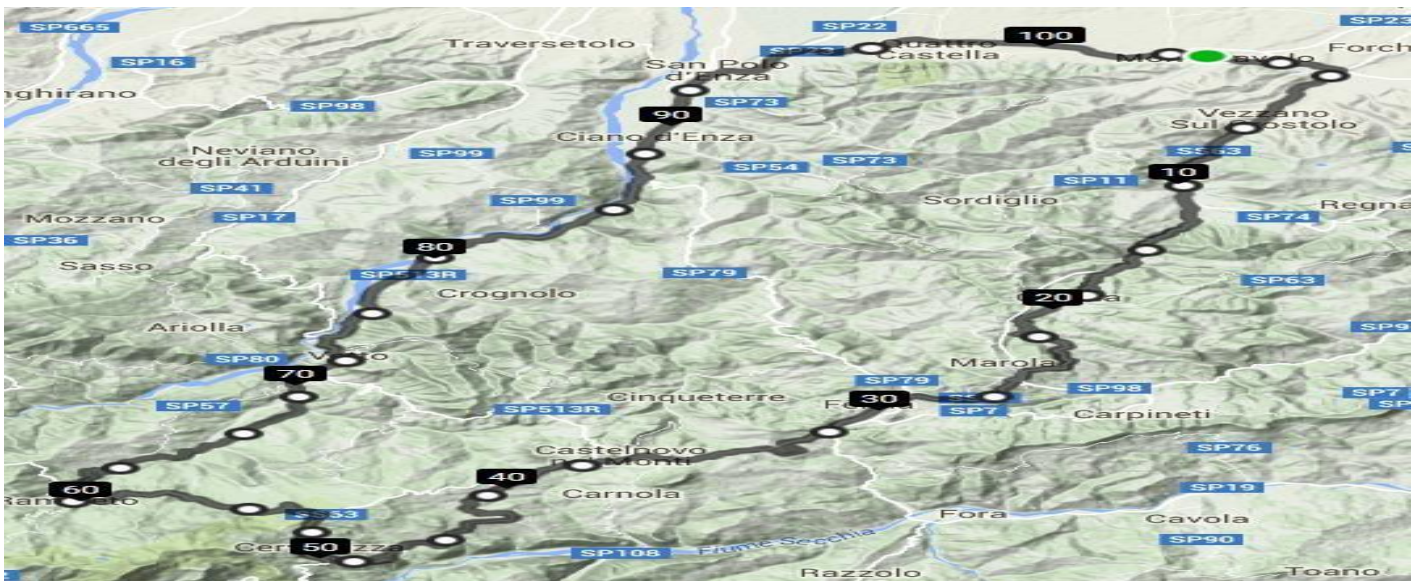 SP665
SP22
SP23
100
Traversetolo
Quattro
Castella
Forch
SP16
San Polo
d'Enza
nghirano
SP98
SP73
90
Vezzano
Ciano d'Enza
Neviano
degli Arduini
SP99
SP54
SP73
SP11
10
SP41
SP99
Sordiglio
SP17
Mozzano
SP74
Regna
SP36
80
Sasso
SP513R
SP79
SP63
Crognolo
20
Ariolla
SP9
SP80
Marola
70
SP79
SP98
SP7
SP57
Cinqueterre
30
SP513R
SP7
Carpineti
Castelnovo
SP76
40
60
Carnola
SP19
Fora
Cavola
50
SP108
Fiume Secchia
SP90
Razzolo
Toano